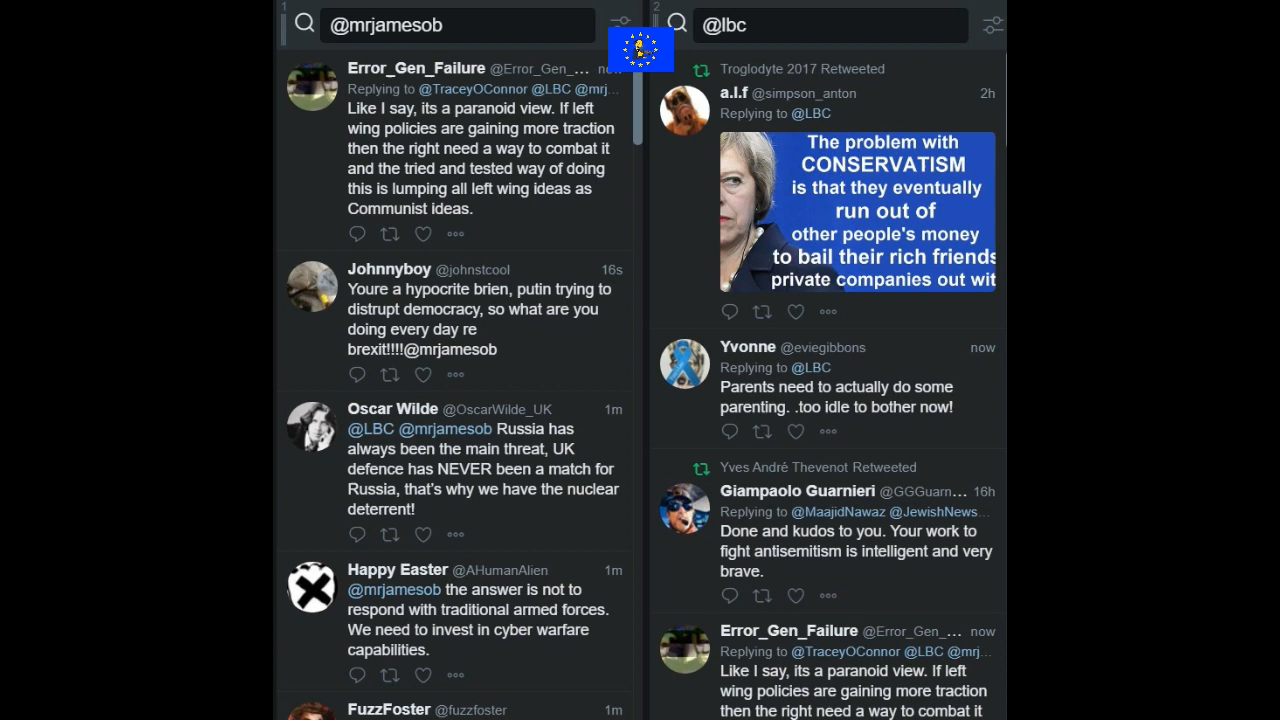 1
@mrjamesob
Error_Gen_Failure @Error_Gen_... now
Replying to @TraceyOConnor @LBC @mrj...
Like I say, its a paranoid view. If left
wing policies are gaining more traction
then the right need a way to combat it
and the tried and tested way of doing
this is lumping all left wing ideas as
Communist ideas.
Johnnyboy @johnstcool 16s
Youre a hypocrite brien, putin trying to
distrupt democracy, so what are you
doing every day re
brexit!!!!@mrjamesob
Oscar Wilde @OscarWilde_UK 1m
@LBC @mrjamesob Russia has
always been the main threat, UK
defence has NEVER been a match for
Russia, that's why we have the nuclear
deterrent!
Happy Easter @AHumanAlien 1m
@mrjamesob the answer is not to
respond with traditional armed forces.
We need to invest in cyber warfare
capabilities.
FuzzFoster @fuzzfoster 1m
2
@lbc
Troglodyte 2017 Retweeted
a.l.f @simpson_anton 2h
Replying to @LBC
The problem with
CONSERVATISM
is that they eventually
run out of
other people's money
to bail their rich friends
private companies out wit
Yvonne @eviegibbons now
Replying to @LBC
Parents need to actually do some
parenting. .too idle to bother now!
Yves André Thevenot Retweeted
Giampaolo Guarnieri @GGGuarn... 16h
Replying to @MaajidNawaz @JewishNews...
Done and kudos to you. Your work to
fight antisemitism is intelligent and very
brave.
Error_Gen_Failure @Error_Gen_... now
Replying to @TraceyOConnor @LBC @mrj...
Like I say, its a paranoid view. If left
wing policies are gaining more traction
then the right need a way to combat it